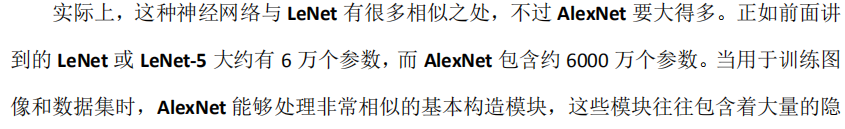 实际上，这种神经网络与 LeNet 有很多相似之处，不过 AlexNet 要大得多。正如前面讲
到的 LeNet 或 LeNet-5 大约有 6 万个参数，而 AlexNet 包含约 6000 万个参数。当用于训练图
像和数据集时，AlexNet 能够处理非常相似的基本构造模块，这些模块往往包含着大量的隐